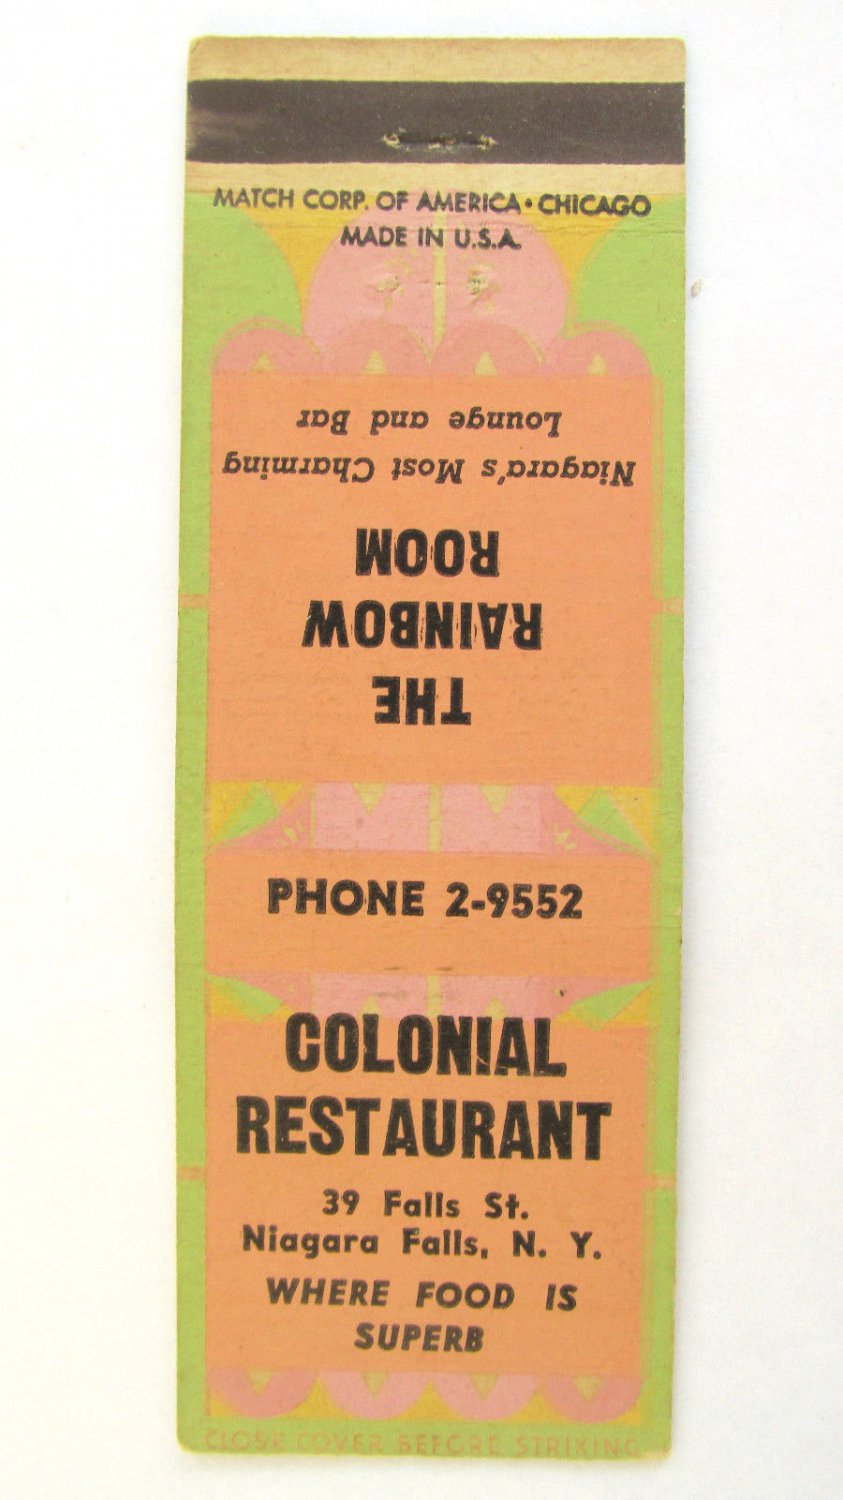 MATCH CORP. OF AMERICA • CHICAGO
MADE IN U.S.A.
THE
RAINBOW
ROOM
Niagara's Most Charming
Lounge and Bar
PHONE 2-9552
COLONIAL
RESTAURANT
39 Falls St.
Niagara Falls, N. Y.
WHERE FOOD IS
SUPERB
CLOSE COVER BEFORE STRIKING